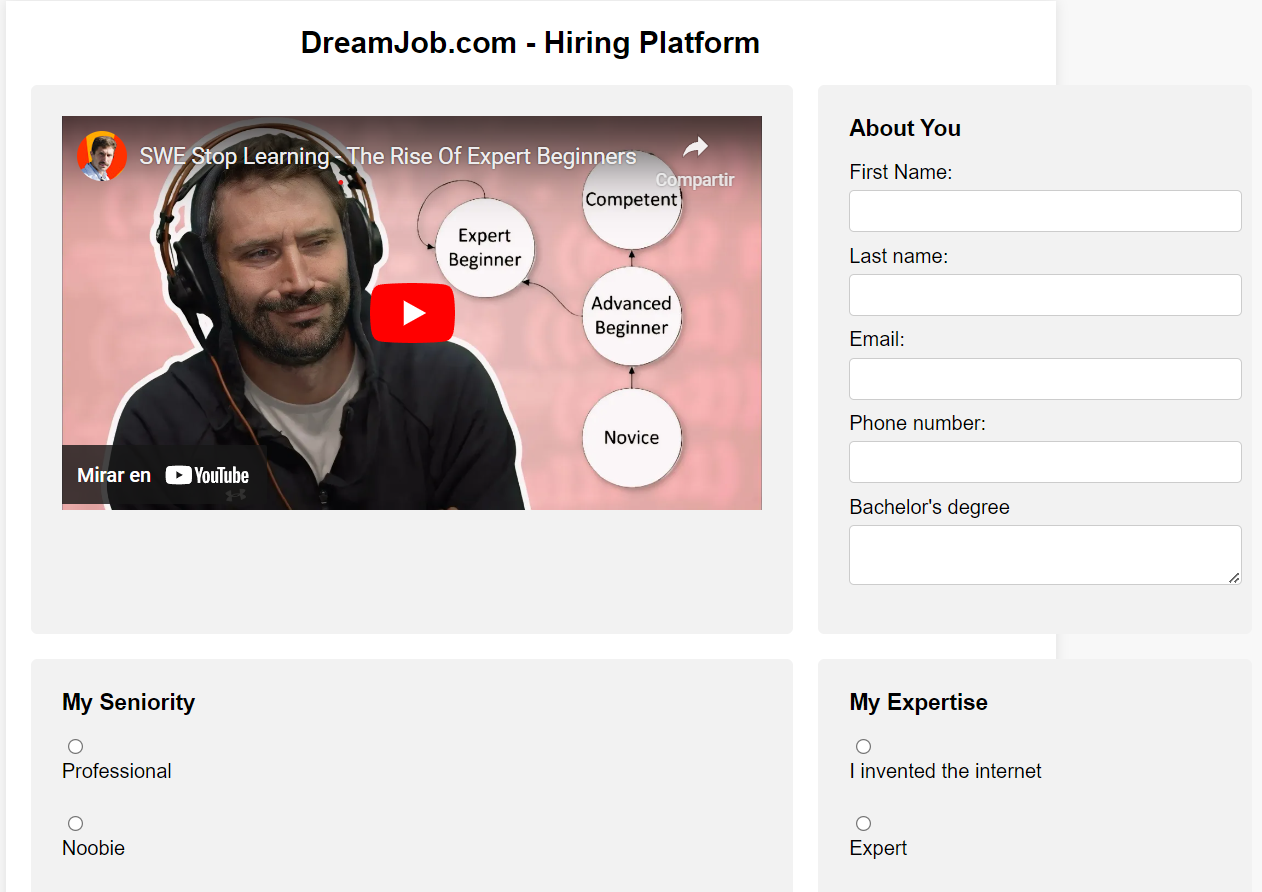 DreamJob.com - Hiring Platform
SWE Stop Learning - The Rise Of Expert Beginners
Compartir
Competent
Expert
Beginner
Advanced
Beginner
Novice
Mirar en YouTube
About You
First Name:
Last name:
Email:
Phone number:
Bachelor's degree
My Seniority
Professional
Noobie
My Expertise
I invented the internet
Expert